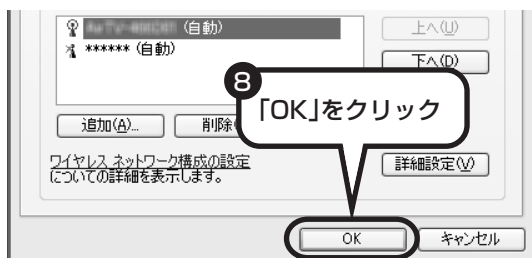 (自動)
上へ(U)
****** (自動)
下へ(D)
8
「OK」をクリック
追加(A)...
削除
ワイヤレス ネットワーク構成の設定
についての詳細を表示します。
詳細設定(V)
OK
キャンセル